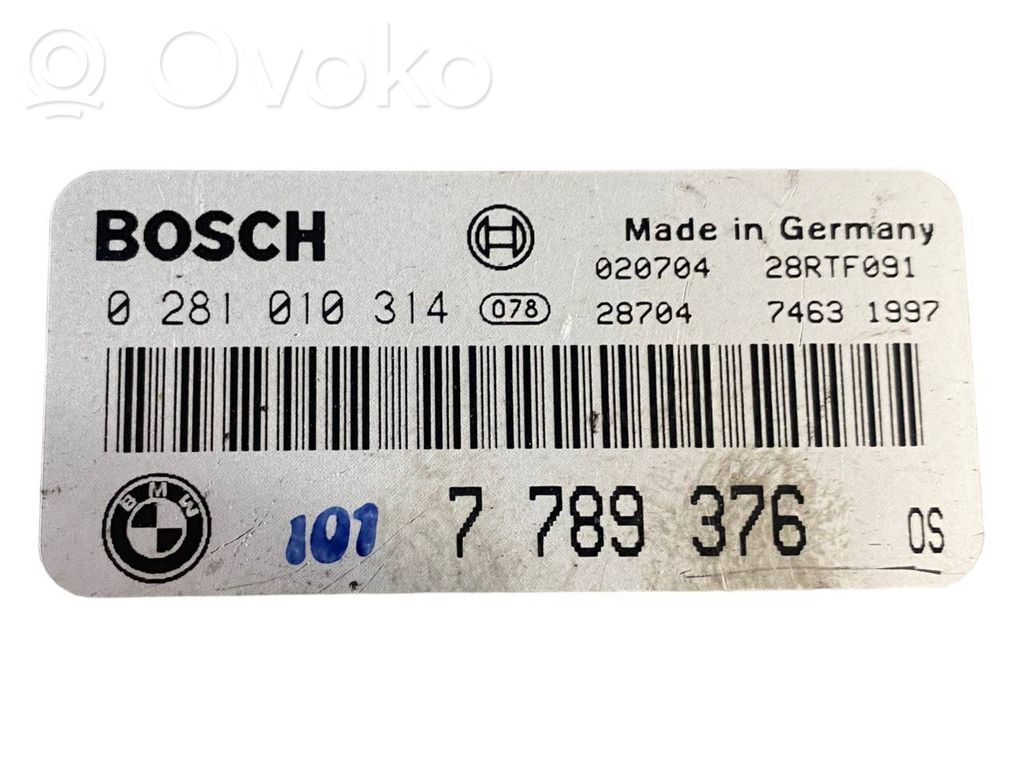 Ovoko
BOSCH Made in Germany
020704 28RTF091
0 281 010 314 078 28704 7463 1997
BMW 101 7 789 376 OS